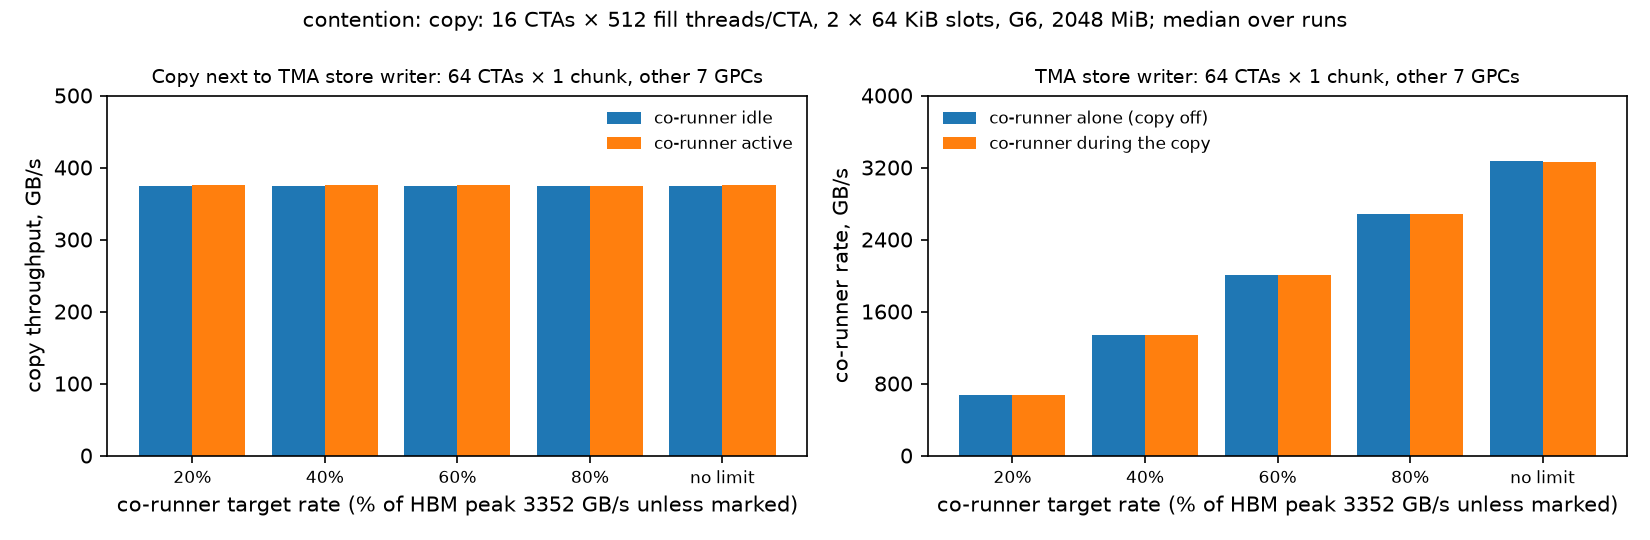 contention: copy: 16 CTAs × 512 fill threads/CTA, 2 × 64 KiB slots, G6, 2048 MiB; median over runs
Copy next to TMA store writer: 64 CTAs × 1 chunk, other 7 GPCs
500
400
300
200
100
0
copy throughput, GB/s
co-runner idle
co-runner active
20%
40%
60%
80%
no limit
co-runner target rate (% of HBM peak 3352 GB/s unless marked)
TMA store writer: 64 CTAs × 1 chunk, other 7 GPCs
4000
3200
2400
1600
800
0
co-runner rate, GB/s
co-runner alone (copy off)
co-runner during the copy
20%
40%
60%
80%
no limit
co-runner target rate (% of HBM peak 3352 GB/s unless marked)